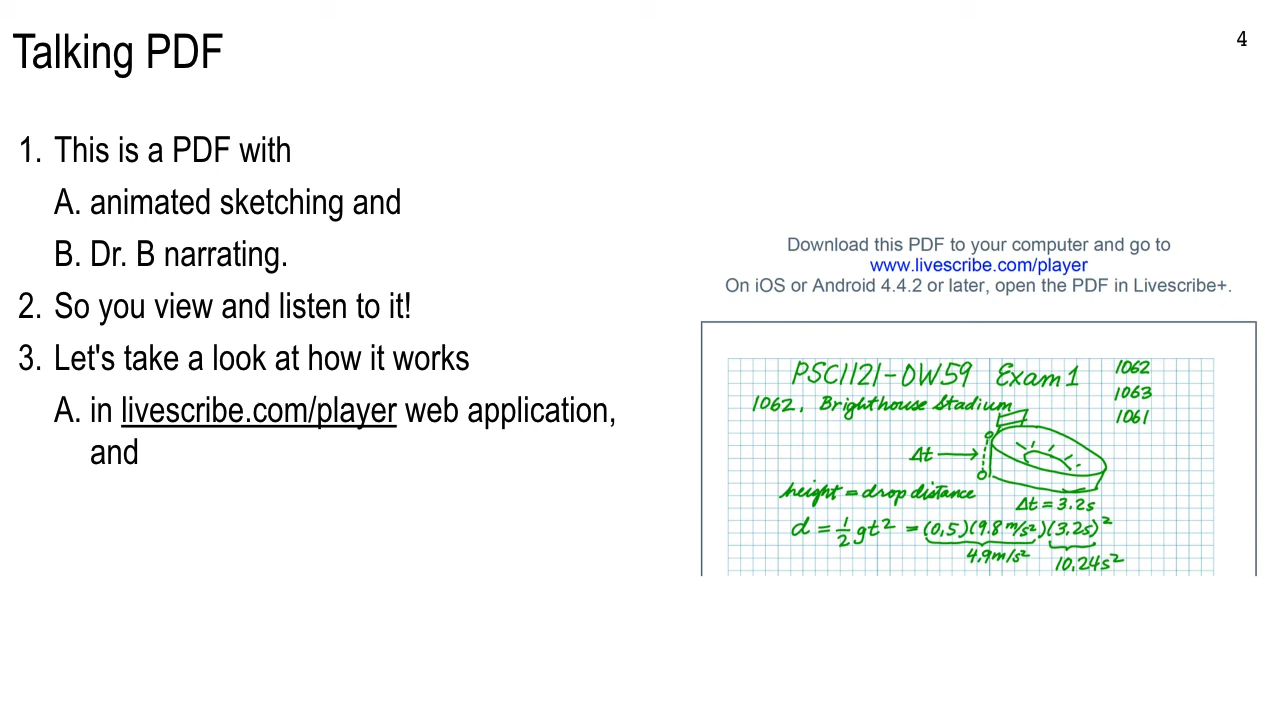 Talking PDF
4
1. This is a PDF with
A. animated sketching and
B. Dr. B narrating.
2. So you view and listen to it!
3. Let's take a look at how it works
A. in livescribe.com/player web application,
and
Download this PDF to your computer and go to
www.livescribe.com/player
On iOS or Android 4.4.2 or later, open the PDF in Livescribe+.
PSC1121-DW59 Exam 1
1062
1063
1061
1062. Brighthouse Stadium
Δt →
height = drop distance
Δt = 3.2s
d = 1/2 gt² = (0.5)(9.8 m/s²)(3.2s)²
4.9m/s²
10.24s²